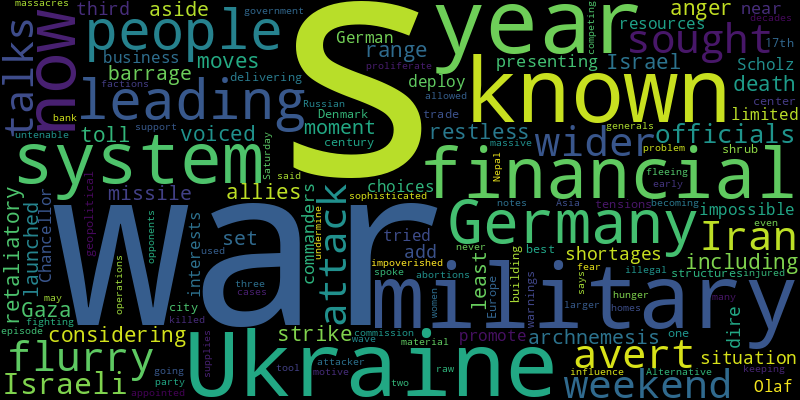 massacres third aside people S year anger near government decades
talks now business moves German range competing resources 17th
barrage proliferate sought
factions delivering deploy presenting Israel Scholz
leading known death
bank Russian allowed center
untenable toll support voiced Denmark moment trade restless generals limited
century massive wider officials
system Saturday said financial problem shrub
missile allies sophisticated choices Nepal fleeing early
retaliatory launched Chancellor geopolitical interests set commanders undermine attack tried notes Asia tensions becoming impossible
war opponents used add never Germany even Iran
operations impoverished least best shortages including
may three cases spoke abortions Europe building says fear illegal structures injured
Gaza city women warnings hunger many
fighting killed military larger homes dire
episode considering strike commission promote archnemesis one
wave material
flurry going attacker raw influence avert situation
party tool motive Alternative keeping
Israeli appointed supplies Ukraine two weekend Olaf